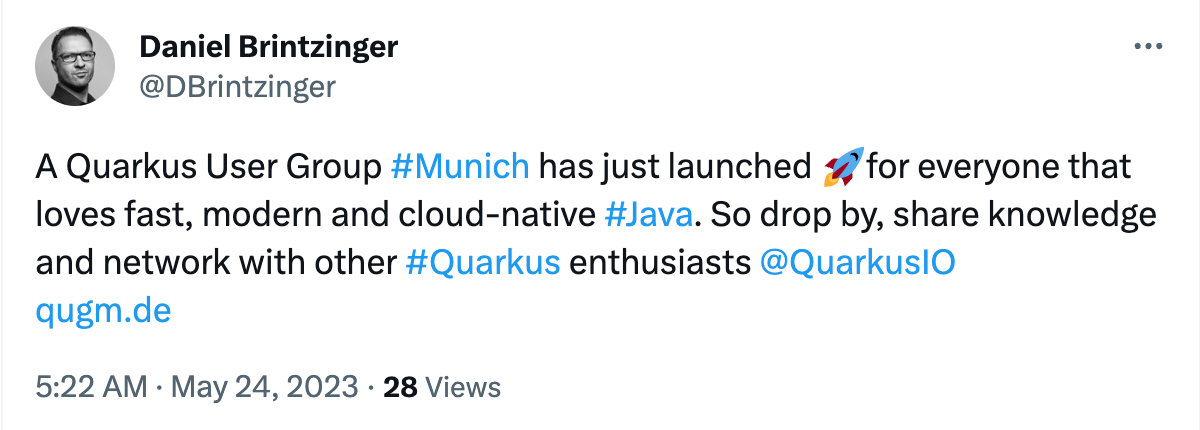 Daniel Brintzinger
@DBrintzinger
A Quarkus User Group #Munich has just launched 🚀for everyone that
loves fast, modern and cloud-native #Java. So drop by, share knowledge
and network with other #Quarkus enthusiasts @QuarkusIO
qugm.de
5:22 AM · May 24, 2023 · 28 Views